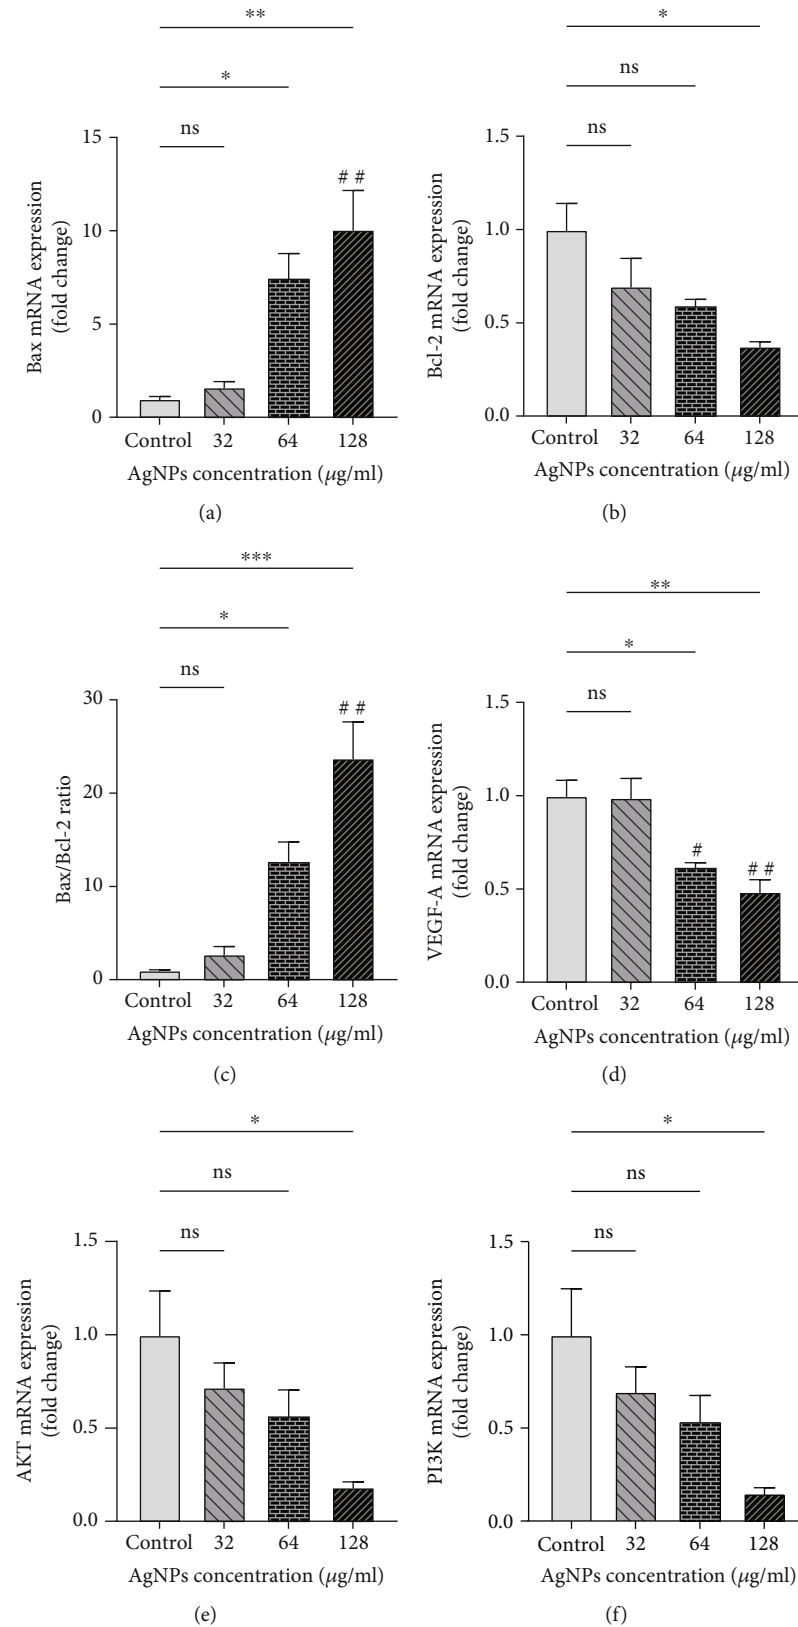 **
*
ns
15
10
5
0
# #
Bax mRNA expression
(fold change)
Control 32 64 128
AgNPs concentration (μg/ml)
(a)
*
ns
ns
1.5
1.0
0.5
0.0
Bcl-2 mRNA expression
(fold change)
Control 32 64 128
AgNPs concentration (μg/ml)
(b)
***
*
ns
30
20
10
0
# #
Bax/Bcl-2 ratio
Control 32 64 128
AgNPs concentration (μg/ml)
(c)
**
*
ns
1.5
1.0
0.5
0.0
#
# #
VEGF-A mRNA expression
(fold change)
Control 32 64 128
AgNPs concentration (μg/ml)
(d)
*
ns
ns
1.5
1.0
0.5
0.0
AKT mRNA expression
(fold change)
Control 32 64 128
AgNPs concentration (μg/ml)
(e)
*
ns
ns
1.5
1.0
0.5
0.0
PI3K mRNA expression
(fold change)
Control 32 64 128
AgNPs concentration (μg/ml)
(f)